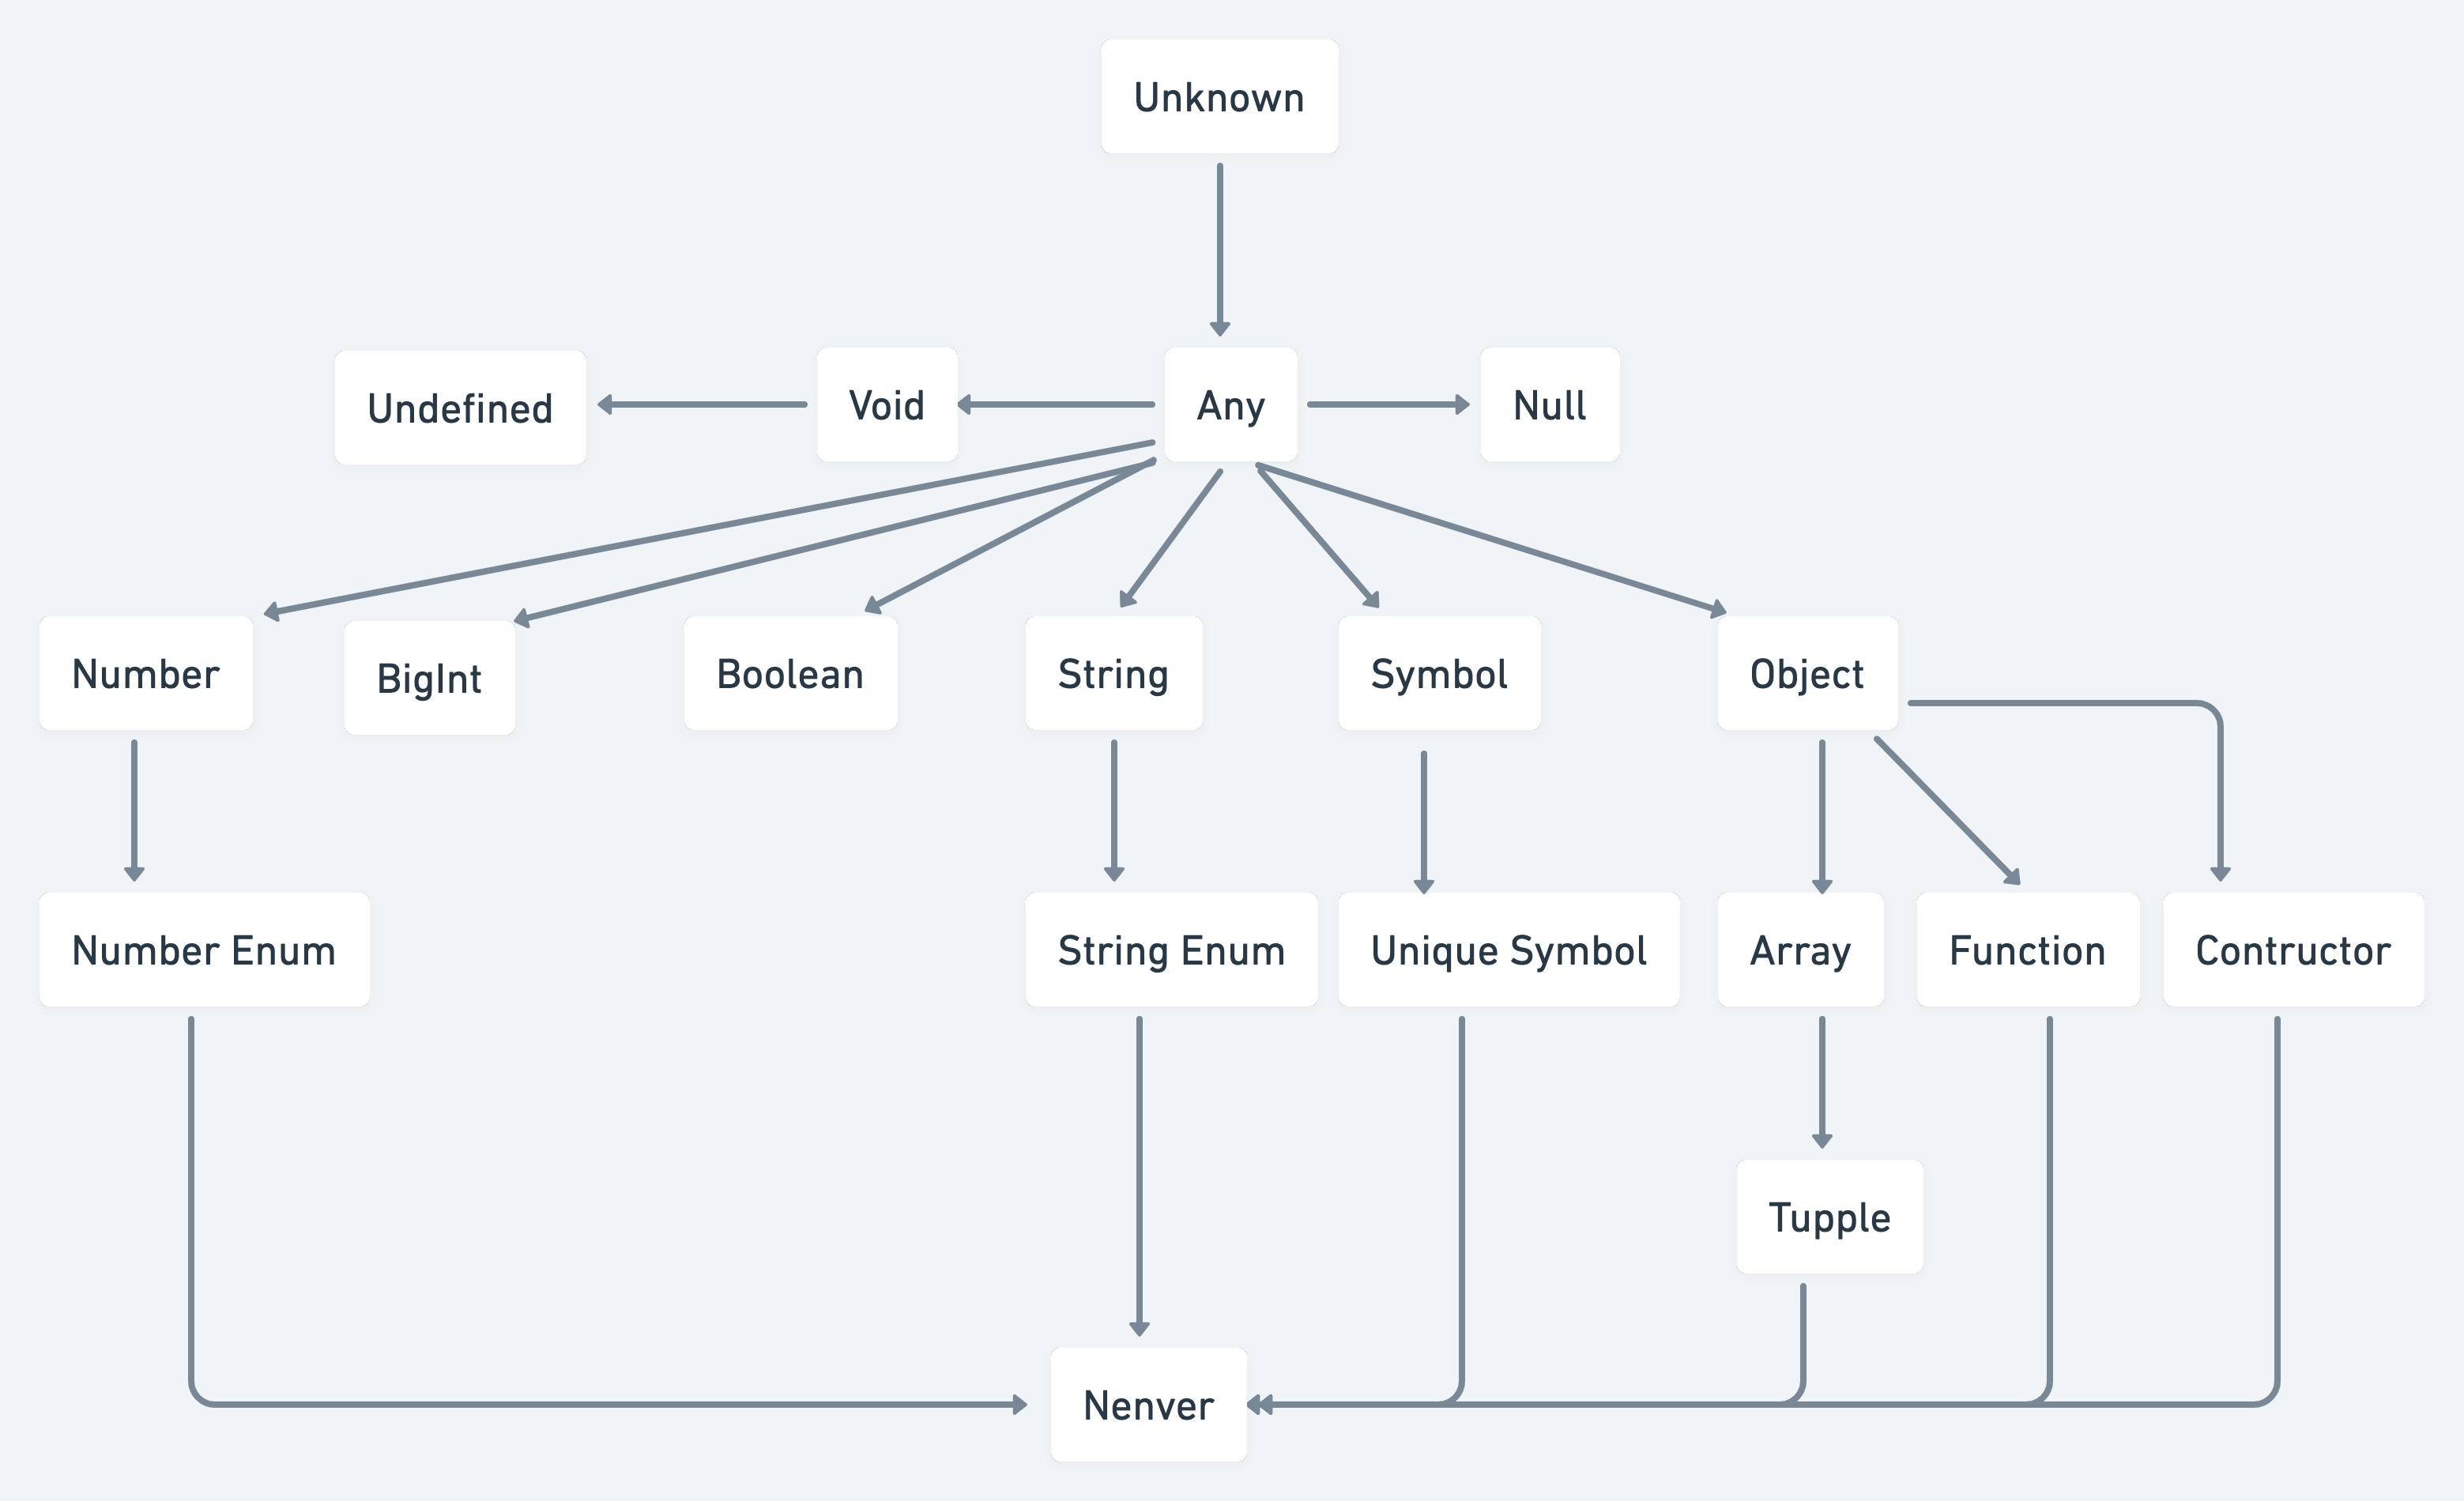 Unknown
Undefined
Void
Any
Null
Number
BigInt
Boolean
String
Symbol
Object
Number Enum
String Enum
Unique Symbol
Array
Function
Contructor
Tupple
Nenver